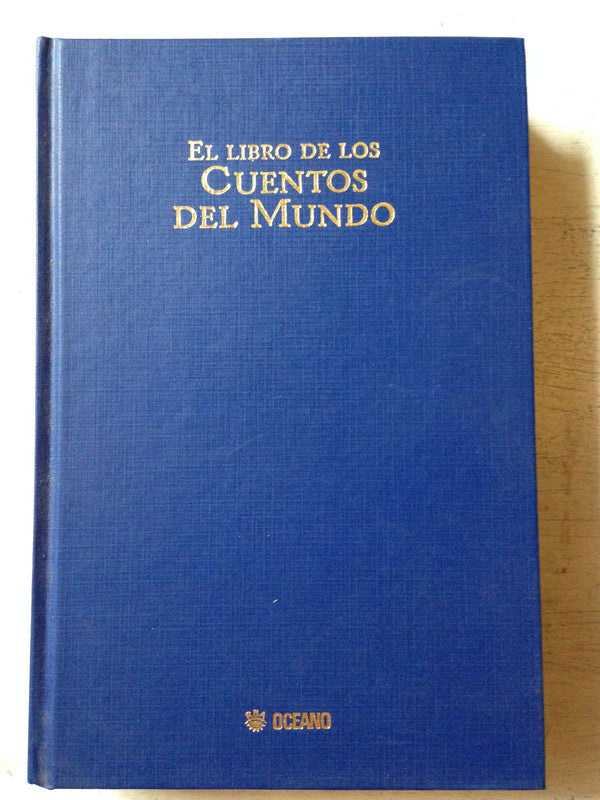 EL LIBRO DE LOS
CUENTOS
DEL MUNDO
OCEANO